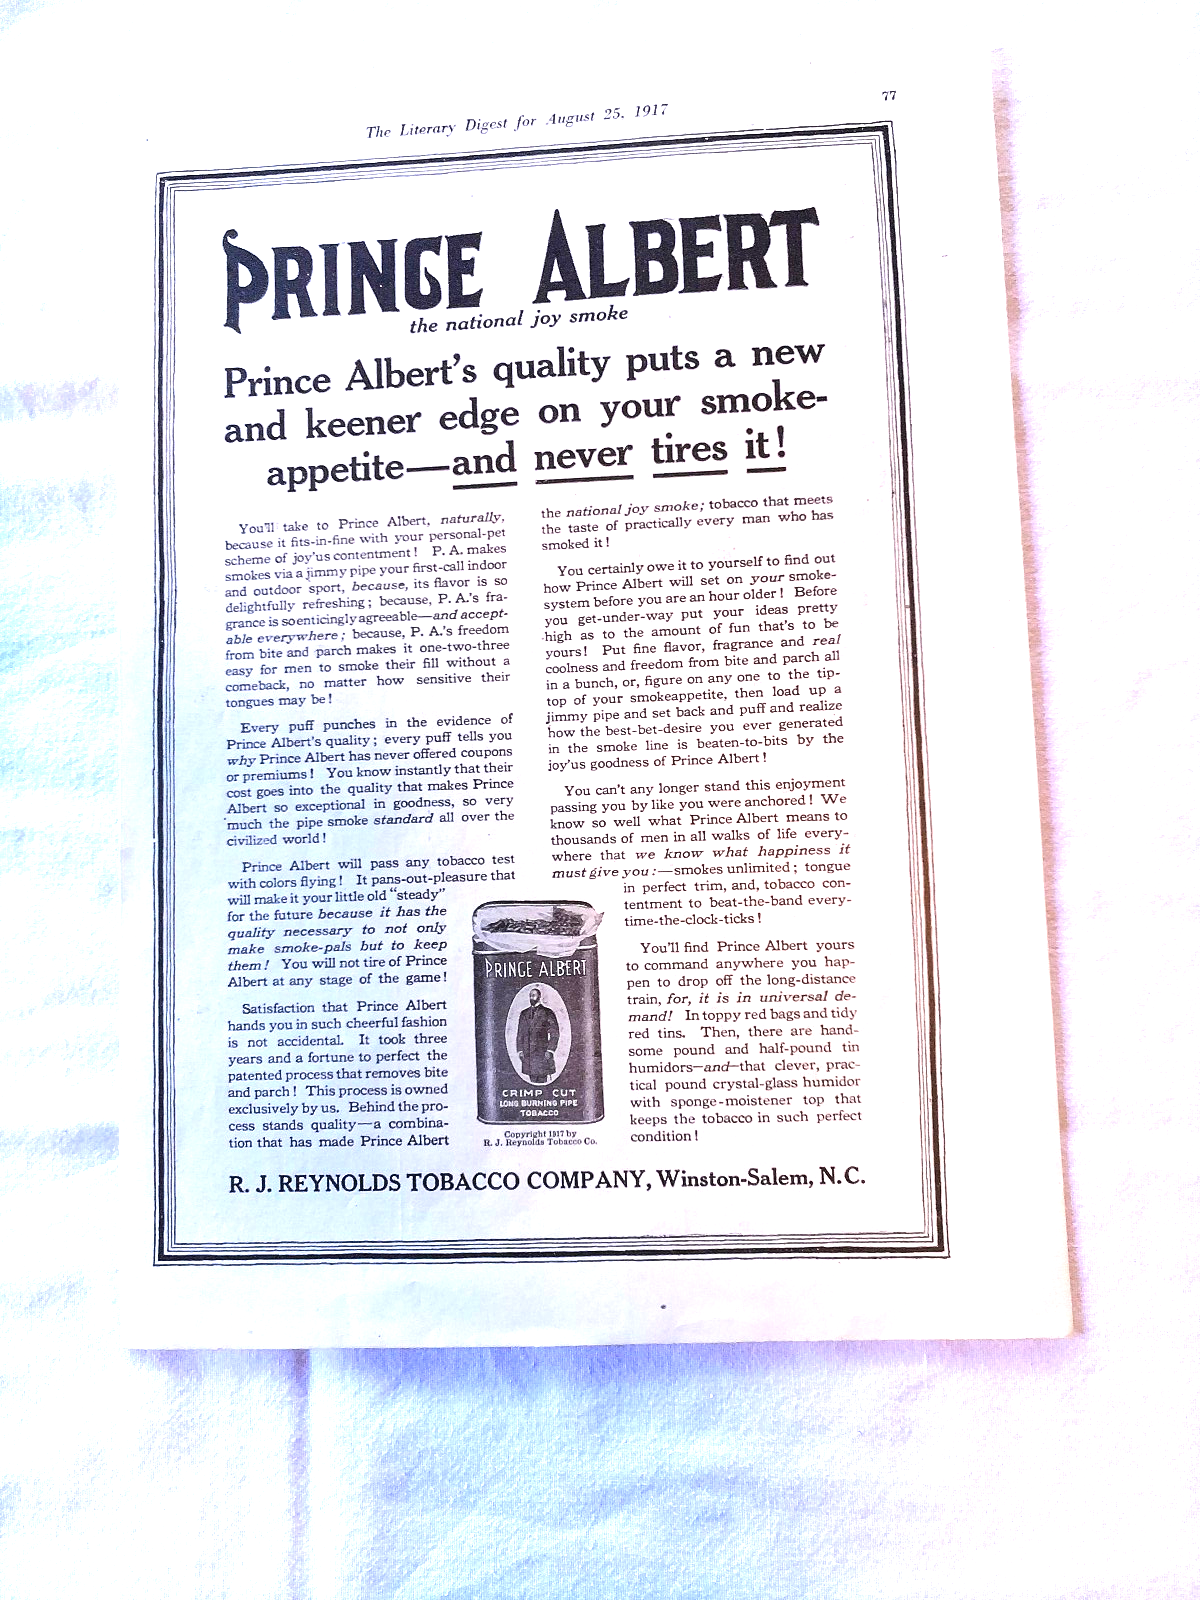 The Literary Digest for August 25, 1917
77
PRINCE ALBERT
the national joy smoke
Prince Albert's quality puts a new
and keener edge on your smoke-
appetite—and never tires it!
You'll take to Prince Albert, naturally,
because it fits-in-fine with your personal-pet
scheme of joy'us contentment! P. A. makes
smokes via a jimmy pipe your first-call indoor
and outdoor sport, because, its flavor is so
delightfully refreshing; because, P. A.'s fra-
grance is so enticingly agreeable—and accept-
able everywhere; because, P. A.'s freedom
from bite and parch makes it one-two-three
easy for men to smoke their fill without a
comeback, no matter how sensitive their
tongues may be!
Every puff punches in the evidence of
Prince Albert's quality; every puff tells you
why Prince Albert has never offered coupons
or premiums! You know instantly that their
cost goes into the quality that makes Prince
Albert so exceptional in goodness, so very
much the pipe smoke standard all over the
civilized world!
Prince Albert will pass any tobacco test
with colors flying! It pans-out-pleasure that
will make it your little old "steady"
for the future because it has the
quality necessary to not only
make smoke-pals but to keep
them! You will not tire of Prince
Albert at any stage of the game!
Satisfaction that Prince Albert
hands you in such cheerful fashion
is not accidental. It took three
years and a fortune to perfect the
patented process that removes bite
and parch! This process is owned
exclusively by us. Behind the pro-
cess stands quality—a combina-
tion that has made Prince Albert
the national joy smoke; tobacco that meets
the taste of practically every man who has
smoked it!
You certainly owe it to yourself to find out
how Prince Albert will set on your smoke-
system before you are an hour older! Before
you get-under-way put your ideas pretty
high as to the amount of fun that's to be
yours! Put fine flavor, fragrance and real
coolness and freedom from bite and parch all
in a bunch, or, figure on any one to the tip-
top of your smokeappetite, then load up a
jimmy pipe and set back and puff and realize
how the best-bet-desire you ever generated
in the smoke line is beaten-to-bits by the
joy'us goodness of Prince Albert!
You can't any longer stand this enjoyment
passing you by like you were anchored! We
know so well what Prince Albert means to
thousands of men in all walks of life every-
where that we know what happiness it
must give you:—smokes unlimited; tongue
in perfect trim, and, tobacco con-
tentment to beat-the-band every-
time-the-clock-ticks!
You'll find Prince Albert yours
to command anywhere you hap-
pen to drop off the long-distance
train, for, it is in universal de-
mand! In toppy red bags and tidy
red tins. Then, there are hand-
some pound and half-pound tin
humidors—and—that clever, prac-
tical pound crystal-glass humidor
with sponge-moistener top that
keeps the tobacco in such perfect
condition!
PRINCE ALBERT
CRIMP CUT
LONG BURNING PIPE
TOBACCO
Copyright 1917 by
R. J. Reynolds Tobacco Co.
R. J. REYNOLDS TOBACCO COMPANY, Winston-Salem, N.C.